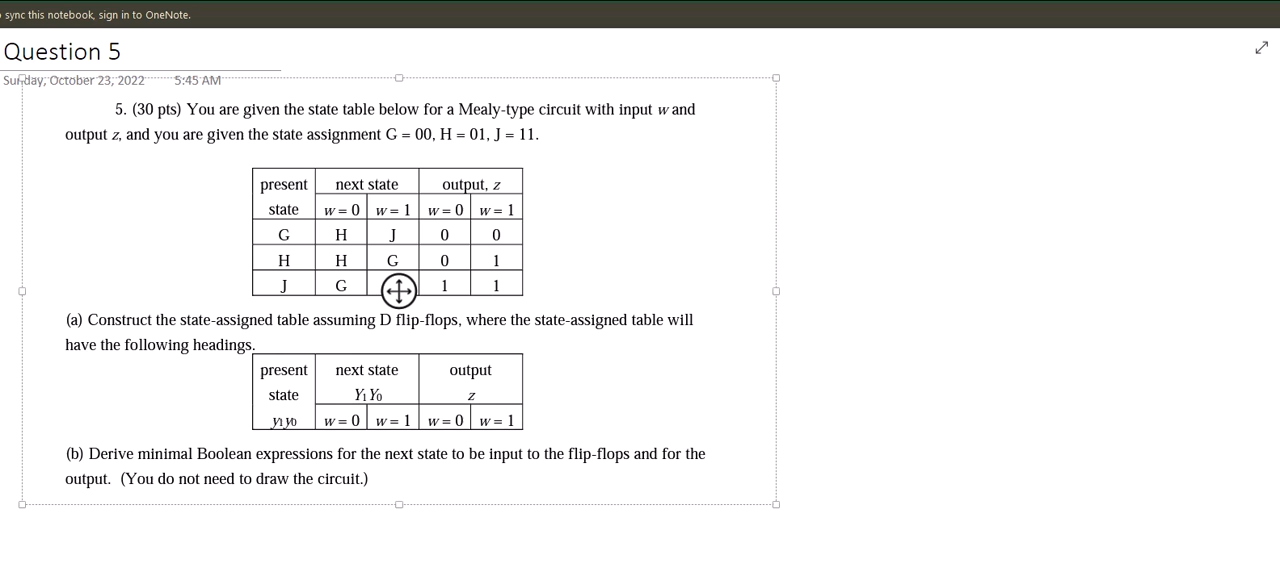 sync this notebook, sign in to OneNote.
Question 5
Sunday, October 23, 2022 5:45 AM
5. (30 pts) You are given the state table below for a Mealy-type circuit with input w and
output z, and you are given the state assignment G = 00, H = 01, J = 11.
present next state output, z
state w = 0 w = 1 w = 0 w = 1
G H J 0 0
H H G 0 1
J G 1 1
(a) Construct the state-assigned table assuming D flip-flops, where the state-assigned table will
have the following headings.
present next state output
state Y₁ Y₀ z
y₁y₀ w = 0 w = 1 w = 0 w = 1
(b) Derive minimal Boolean expressions for the next state to be input to the flip-flops and for the
output. (You do not need to draw the circuit.)